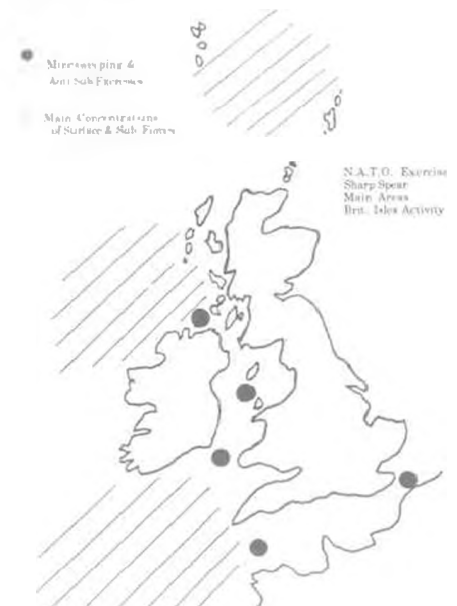 Minesweeping &
Anti Sub Exercises
Main Concentrations
of Surface & Sub. Forces
N.A.T.O. Exercise
Sharp Spear
Main Areas
Brit. Isles Activity